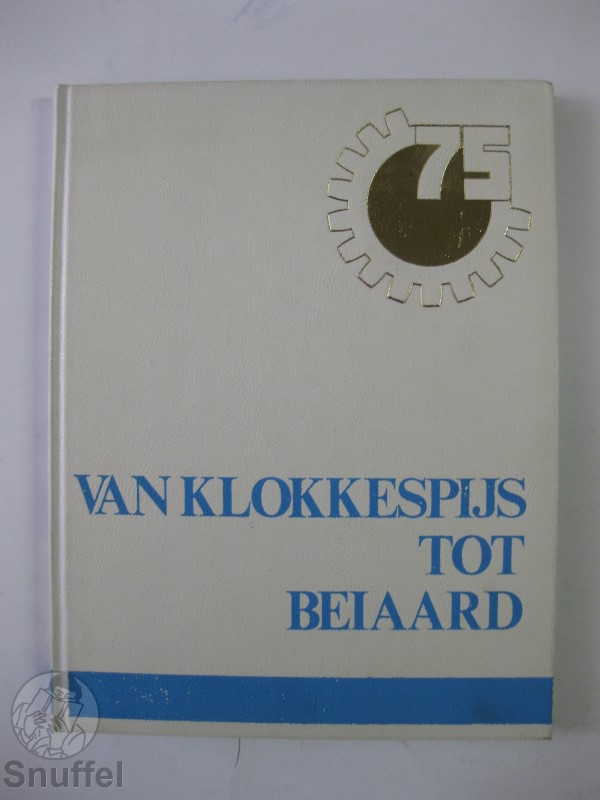 75
VAN KLOKKESPIJS
TOT
BEIAARD
Snuffel